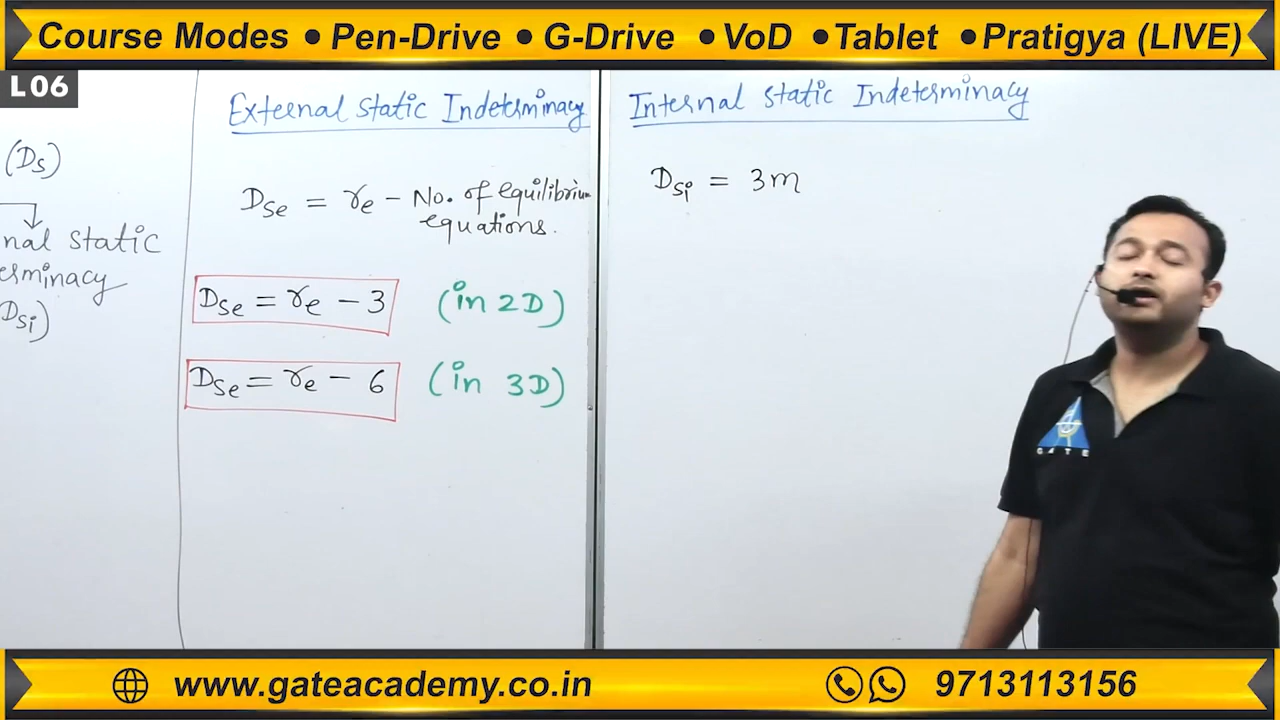 Course Modes • Pen-Drive • G-Drive • VoD • Tablet • Pratigya (LIVE)
L 06
(Ds)
nal static
erminacy
Dsi)
External Static Indeterminacy
Dse = re - No. of equilibrium
equations.
Dse = re - 3 (in 2D)
Dse = re - 6 (in 3D)
Internal static Indeterminacy
Dsi = 3m
GATE
www.gateacademy.co.in
9713113156